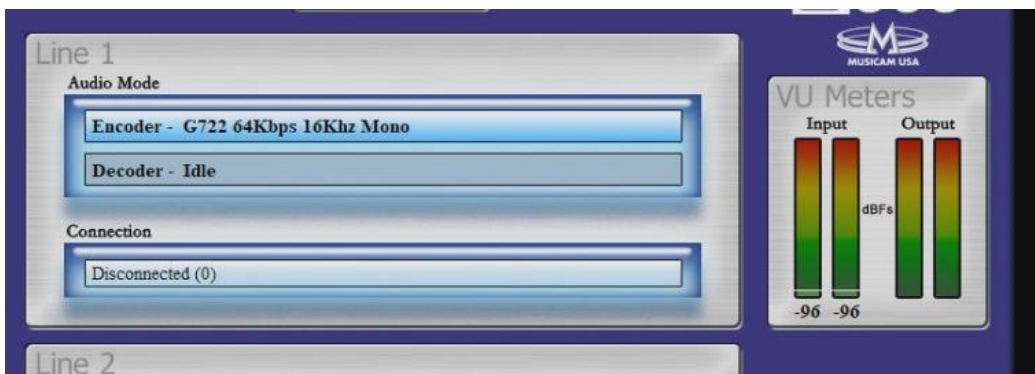 Line 1
Audio Mode
Encoder - G722 64Kbps 16Khz Mono
Decoder - Idle
Connection
Disconnected (0)
MUSICAM USA
VU Meters
Input Output
dBFs
-96 -96
Line 2